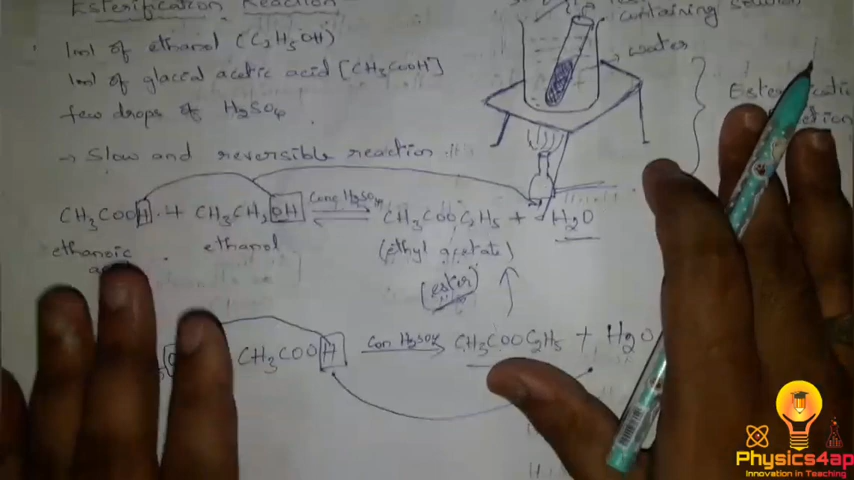 Esterification Reaction
containing solution
1ml of ethanol (C2H5OH)
water
1ml of glacid acetic acid [CH3COOH]
few drops of H2SO4
→ Slow and reversible reaction
CH3COOH + CH3CH2OH Conc H2SO4 ⇌ CH3COOC2H5 + H2O
ethanoic ethanol (ethyl acetate)
(ester)
CH3COOH Con H2SO4 → CH3COOC2H5 + H2O
Physics4ap
Innovation in Teaching